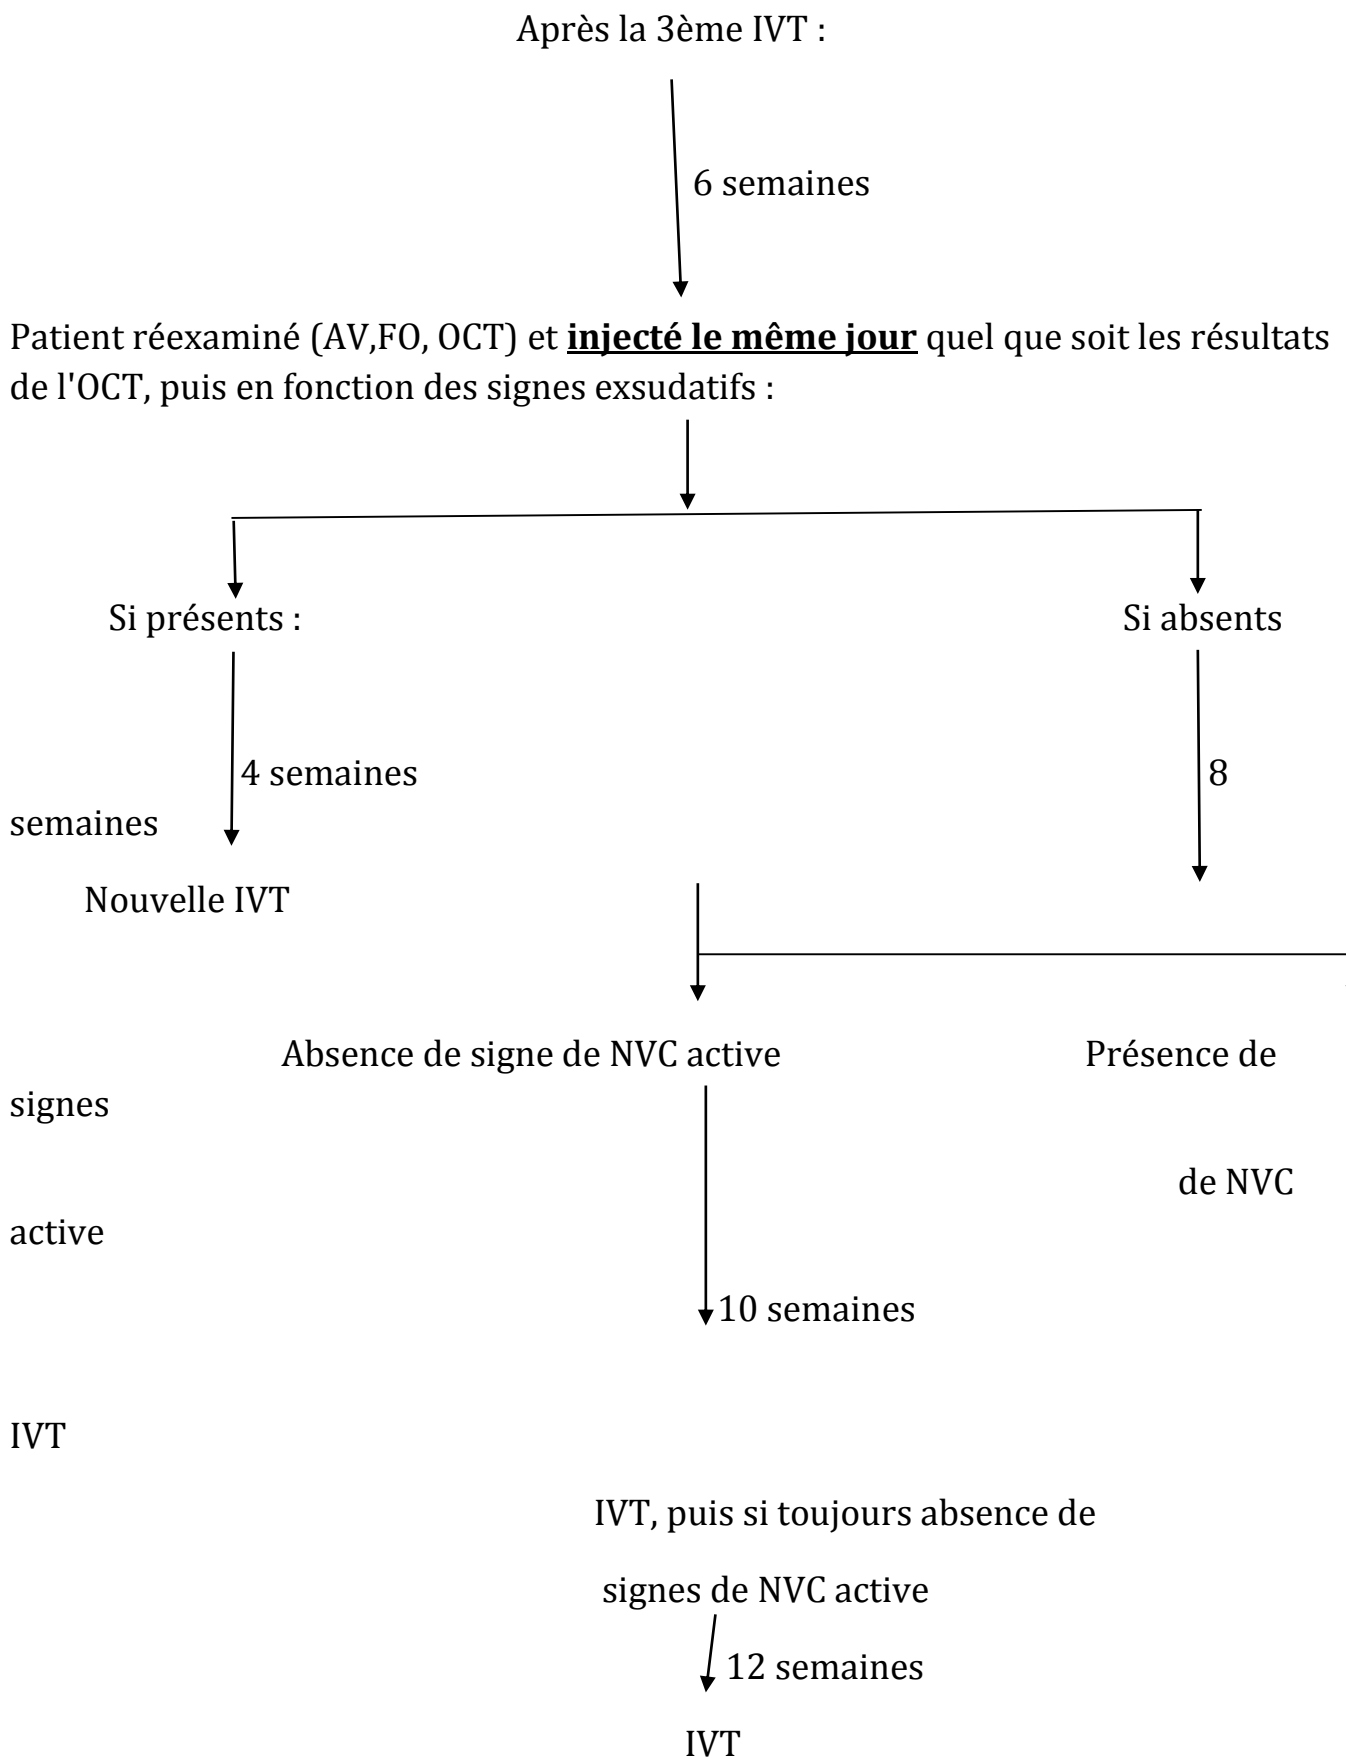 Après la 3ème IVT :
6 semaines
Patient réexaminé (AV,FO, OCT) et injecté le même jour quel que soit les résultats
de l'OCT, puis en fonction des signes exsudatifs :
Si présents : Si absents
4 semaines 8
semaines
Nouvelle IVT
Absence de signe de NVC active Présence de
signes
de NVC
active
10 semaines
IVT
IVT, puis si toujours absence de
signes de NVC active
12 semaines
IVT